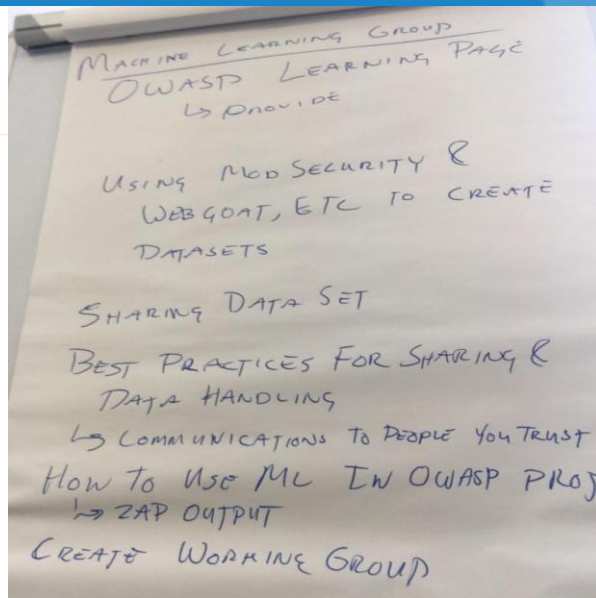 MACHINE LEARNING GROUP
OWASP LEARNING PAGE
↳ PROVIDE
USING MOD SECURITY &
WEBGOAT, ETC TO CREATE
DATASETS
SHARING DATA SET
BEST PRACTICES FOR SHARING &
DATA HANDLING
↳ COMMUNICATIONS TO PEOPLE YOU TRUST
HOW TO USE ML IN OWASP PROJ
↳ ZAP OUTPUT
CREATE WORKING GROUP